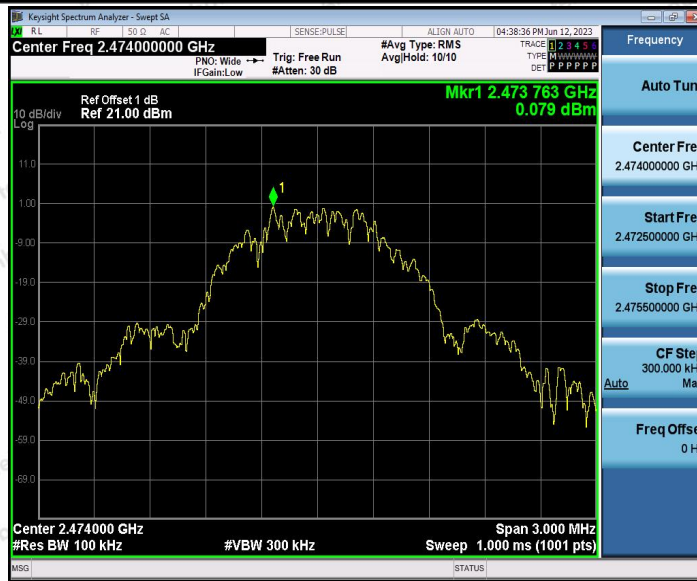 Keysight Spectrum Analyzer - Swept SA
RL RF 50 Ω AC SENSE:PULSE ALIGN AUTO 04:38:36 PM Jun 12, 2023
Center Freq 2.474000000 GHz
PNO: Wide
IFGain:Low
Trig: Free Run
#Atten: 30 dB
#Avg Type: RMS
Avg|Hold: 10/10
TRACE 1 2 3 4 5 6
TYPE M WWWWW
DET P P P P P P
Frequency
Auto Tun
Center Fre
2.474000000 GH
Start Fre
2.472500000 GH
Stop Fre
2.475500000 GH
CF Step
300.000 kH
Auto Ma
Freq Offse
0 H
Ref Offset 1 dB
10 dB/div Ref 21.00 dBm
Log
Mkr1 2.473 763 GHz
0.079 dBm
11.0
1.00
-9.00
-19.0
-29.0
-39.0
-49.0
-59.0
-69.0
1
Center 2.474000 GHz Span 3.000 MHz
#Res BW 100 kHz #VBW 300 kHz Sweep 1.000 ms (1001 pts)
MSG STATUS